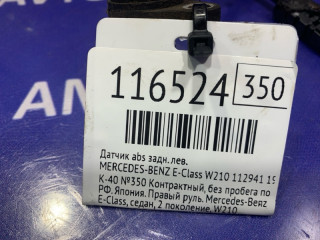 116524 350
Датчик abs задн.лев.
MERCEDES-BENZ E-Class W210 112941 19
K-40 №350 Контрактный, без пробега по
РФ. Япония. Правый руль. Mercedes-Benz
E-Class, седан, 2 поколение, W210